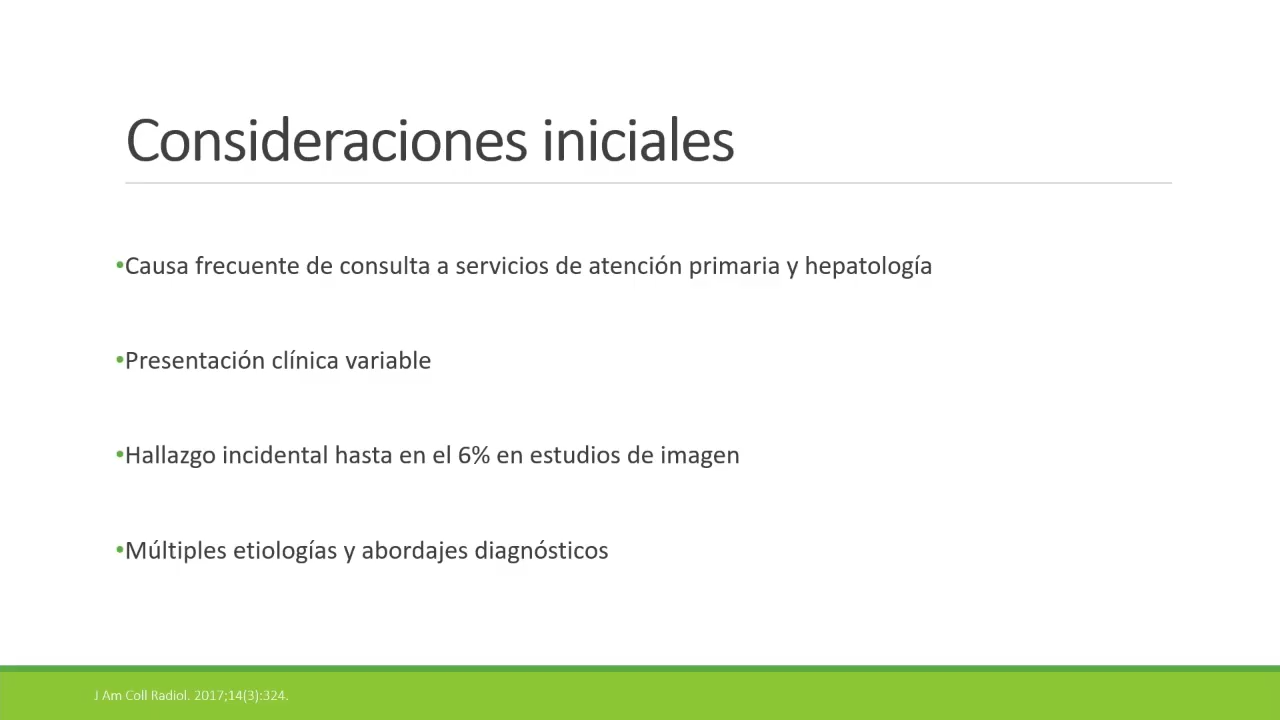 Consideraciones iniciales
•Causa frecuente de consulta a servicios de atención primaria y hepatología
•Presentación clínica variable
•Hallazgo incidental hasta en el 6% en estudios de imagen
•Múltiples etiologías y abordajes diagnósticos
J Am Coll Radiol. 2017;14(3):324.